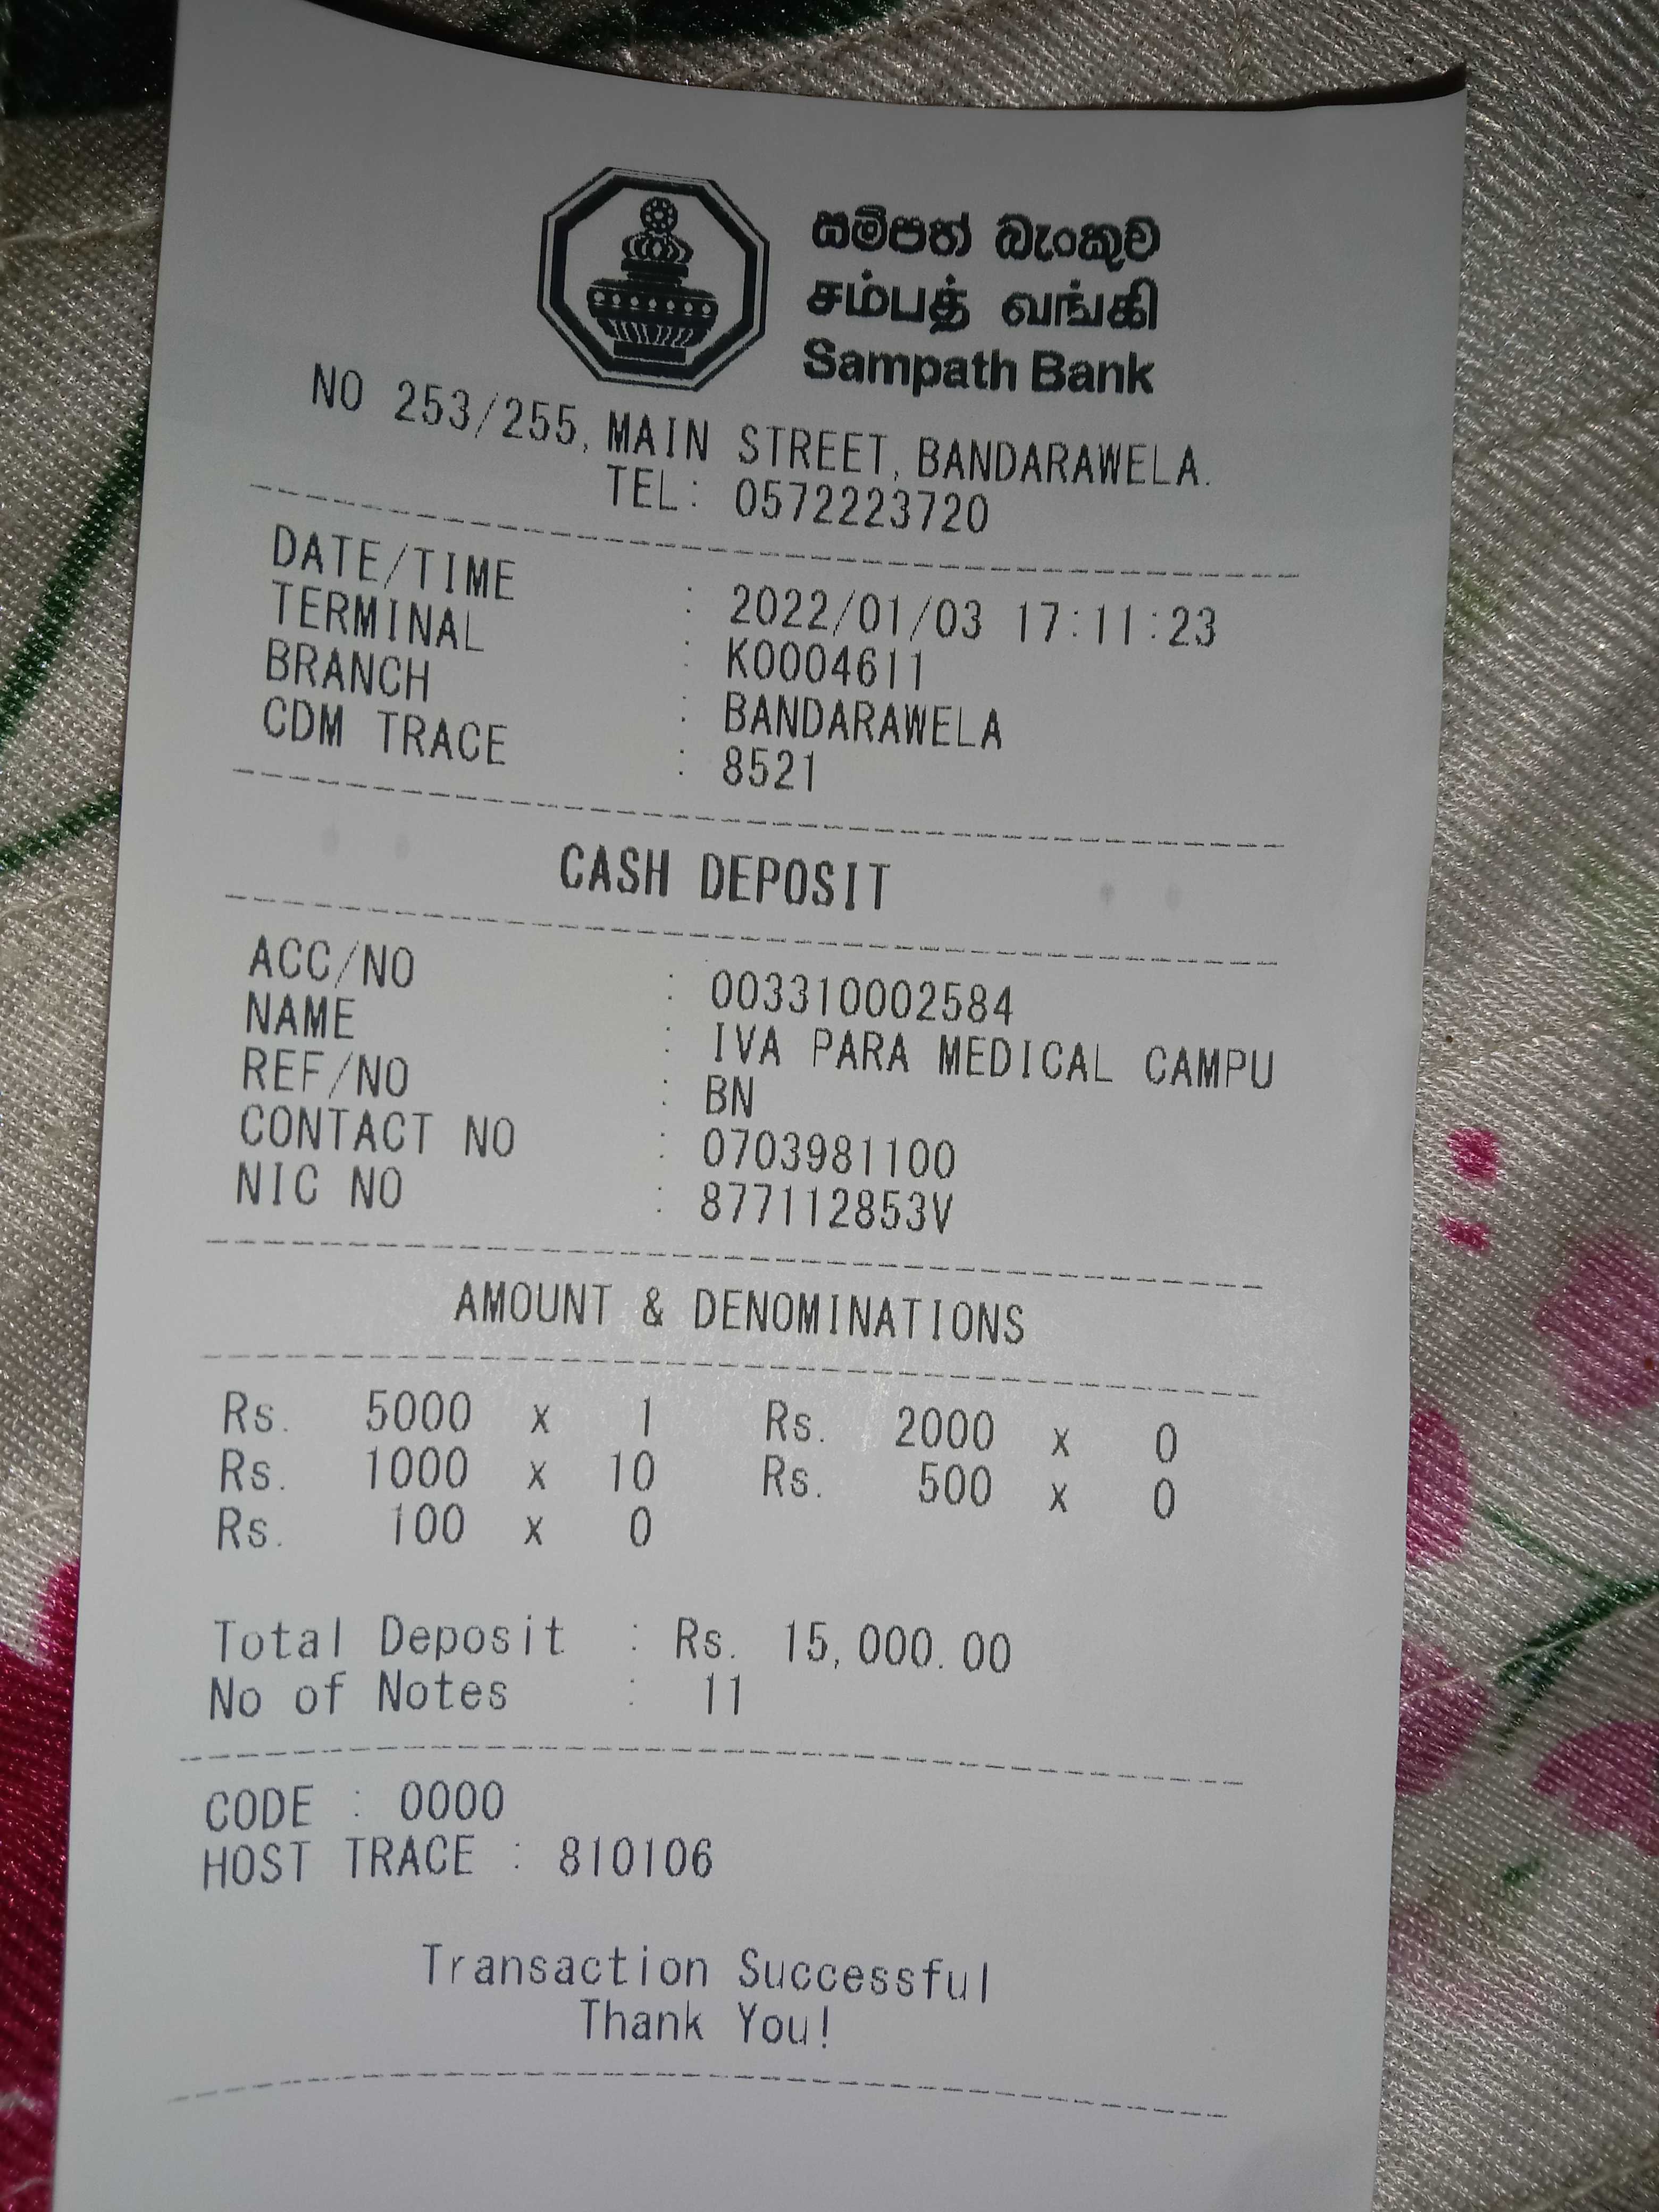 සම්පත් බැංකුව
சம்பத் வங்கி
Sampath Bank
NO 253/255, MAIN STREET, BANDARAWELA.
TEL: 0572223720
DATE/TIME : 2022/01/03 17:11:23
TERMINAL : K0004611
BRANCH : BANDARAWELA
CDM TRACE : 8521
CASH DEPOSIT
ACC/NO : 003310002584
NAME : IVA PARA MEDICAL CAMPU
REF/NO : BN
CONTACT NO : 0703981100
NIC NO : 877112853V
AMOUNT & DENOMINATIONS
Rs. 5000 x 1 Rs. 2000 x 0
Rs. 1000 x 10 Rs. 500 x 0
Rs. 100 x 0
Total Deposit : Rs. 15,000.00
No of Notes : 11
CODE : 0000
HOST TRACE : 810106
Transaction Successful
Thank You!